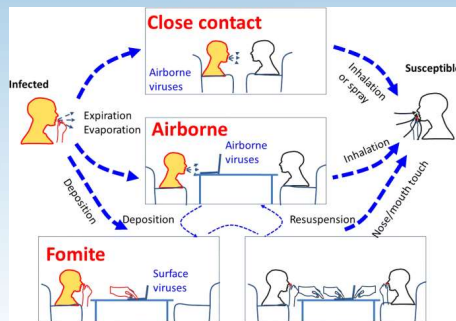 Close contact
Infected
Airborne
viruses
Inhalation
or spray
Susceptible
Expiration
Evaporation
Airborne
Airborne
viruses
Inhalation
Deposition
Deposition
Resuspension
Nose/mouth touch
Fomite
Surface
viruses